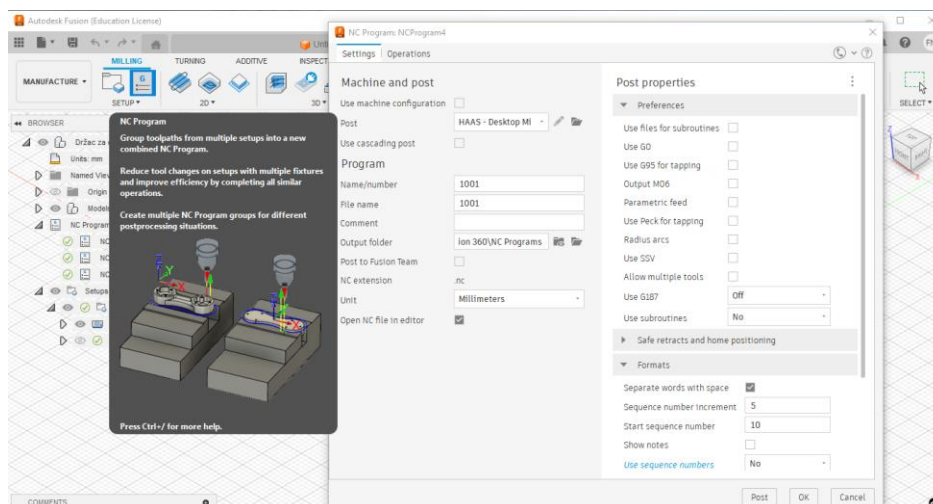 Autodesk Fusion (Education License)
MANUFACTURE
MILLING
TURNING
ADDITIVE
INSPECT
SETUP
2D
3D
SELECT
BROWSER
Držac za
Units: mm
Named Viev
Origin
Models
NC Program
NC
NC
NC
Setups
NC Program
Group toolpaths from multiple setups into a new
combined NC Program.
Reduce tool changes on setups with multiple fixtures
and improve efficiency by completing all similar
operations.
Create multiple NC Program groups for different
postprocessing situations.
Press Ctrl+/ for more help.
COMMENTS
NC Program: NCProgram4
Settings
Operations
Machine and post
Use machine configuration
Post
HAAS - Desktop Mi
Use cascading post
Program
Name/number
1001
File name
1001
Comment
Output folder
ion 360\NC Programs
Post to Fusion Team
NC extension
.nc
Unit
Millimeters
Open NC file in editor
Post properties
Preferences
Use files for subroutines
Use G0
Use G95 for tapping
Output M06
Parametric feed
Use Peck for tapping
Radius arcs
Use SSV
Allow multiple tools
Use G187
Off
Use subroutines
No
Safe retracts and home positioning
Formats
Separate words with space
Sequence number increment
5
Start sequence number
10
Show notes
Use sequence numbers
No
Post
OK
Cancel